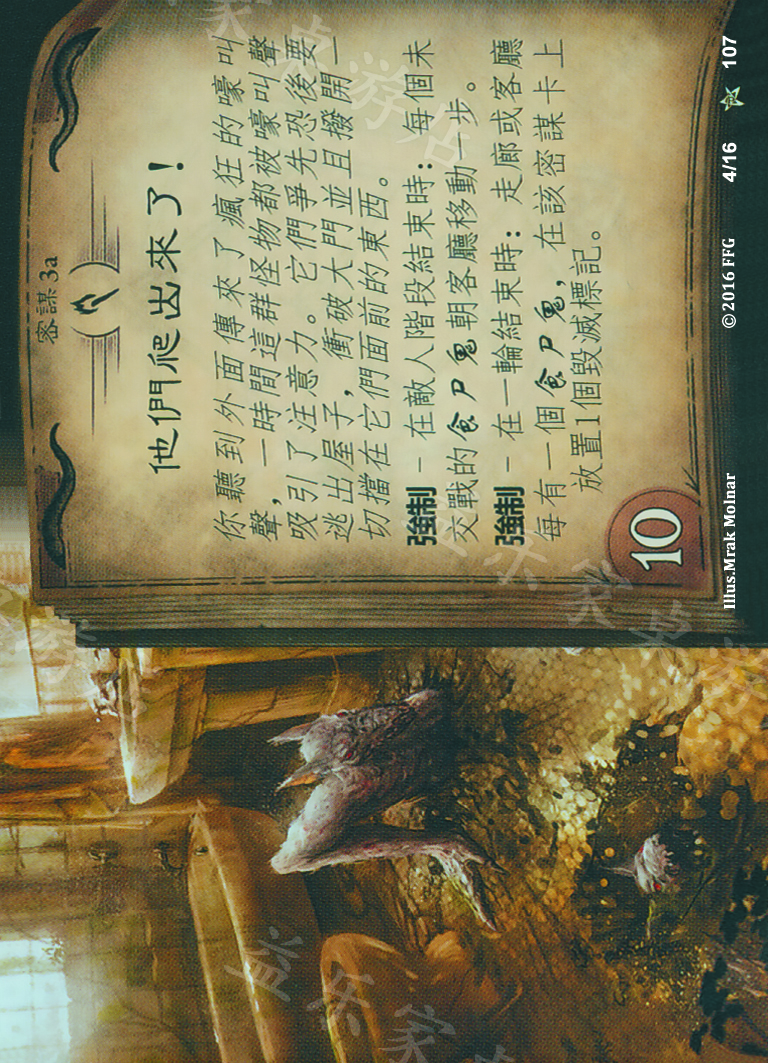 密謀 3a
他們爬出來了！
你聽到外面傳來了瘋狂的嚎叫
聲，一時間這群怪物都被嚎叫聲
吸引了注意力。它們爭先恐後要
逃出屋子，衝破大門並且撥開一
切擋在它們面前的東西。
強制 – 在敵人階段結束時：每個未
交戰的食尸鬼朝客廳移動一步。
強制 – 在一輪結束時：走廊或客廳
每有一個食尸鬼，在該密謀卡上
放置1個毀滅標記。
10
Illus.Mrak Molnar
©2016 FFG
4/16
107
益乐家桌游店